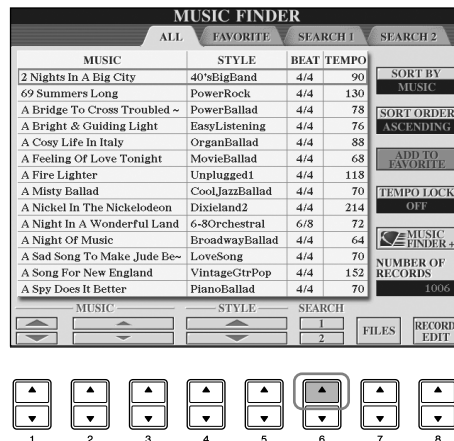 MUSIC FINDER
ALL FAVORITE SEARCH 1 SEARCH 2
MUSIC STYLE BEAT TEMPO
2 Nights In A Big City 40'sBigBand 4/4 90
69 Summers Long PowerRock 4/4 130
A Bridge To Cross Troubled ~ PowerBallad 4/4 78
A Bright & Guiding Light EasyListening 4/4 76
A Cosy Life In Italy OrganBallad 4/4 88
A Feeling Of Love Tonight MovieBallad 4/4 68
A Fire Lighter Unplugged1 4/4 118
A Misty Ballad CoolJazzBallad 4/4 70
A Nickel In The Nickelodeon Dixieland2 4/4 214
A Night In A Wonderful Land 6-8Orchestral 6/8 72
A Night Of Music BroadwayBallad 4/4 64
A Sad Song To Make Jude Be~ LoveSong 4/4 70
A Song For New England VintageGtrPop 4/4 152
A Spy Does It Better PianoBallad 4/4 70
SORT BY
MUSIC
SORT ORDER
ASCENDING
ADD TO
FAVORITE
TEMPO LOCK
OFF
MUSIC
FINDER +
NUMBER OF
RECORDS
1006
MUSIC STYLE SEARCH
1
2
FILES
RECORD
EDIT
1 2 3 4 5 6 7 8